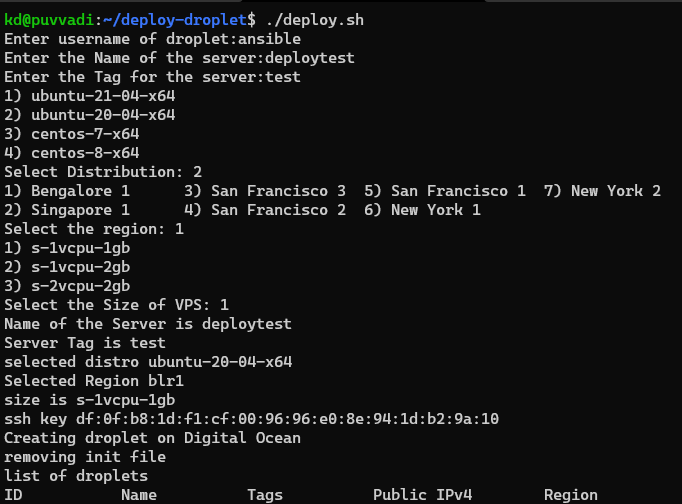 kd@puvvadi:~/deploy-droplet$ ./deploy.sh
Enter username of droplet:ansible
Enter the Name of the server:deploytest
Enter the Tag for the server:test
1) ubuntu-21-04-x64
2) ubuntu-20-04-x64
3) centos-7-x64
4) centos-8-x64
Select Distribution: 2
1) Bengalore 1      3) San Francisco 3  5) San Francisco 1  7) New York 2
2) Singapore 1      4) San Francisco 2  6) New York 1
Select the region: 1
1) s-1vcpu-1gb
2) s-1vcpu-2gb
3) s-2vcpu-2gb
Select the Size of VPS: 1
Name of the Server is deploytest
Server Tag is test
selected distro ubuntu-20-04-x64
Selected Region blr1
size is s-1vcpu-1gb
ssh key df:0f:b8:1d:f1:cf:00:96:96:e0:8e:94:1d:b2:9a:10
Creating droplet on Digital Ocean
removing init file
list of droplets
ID           Name          Tags          Public IPv4        Region